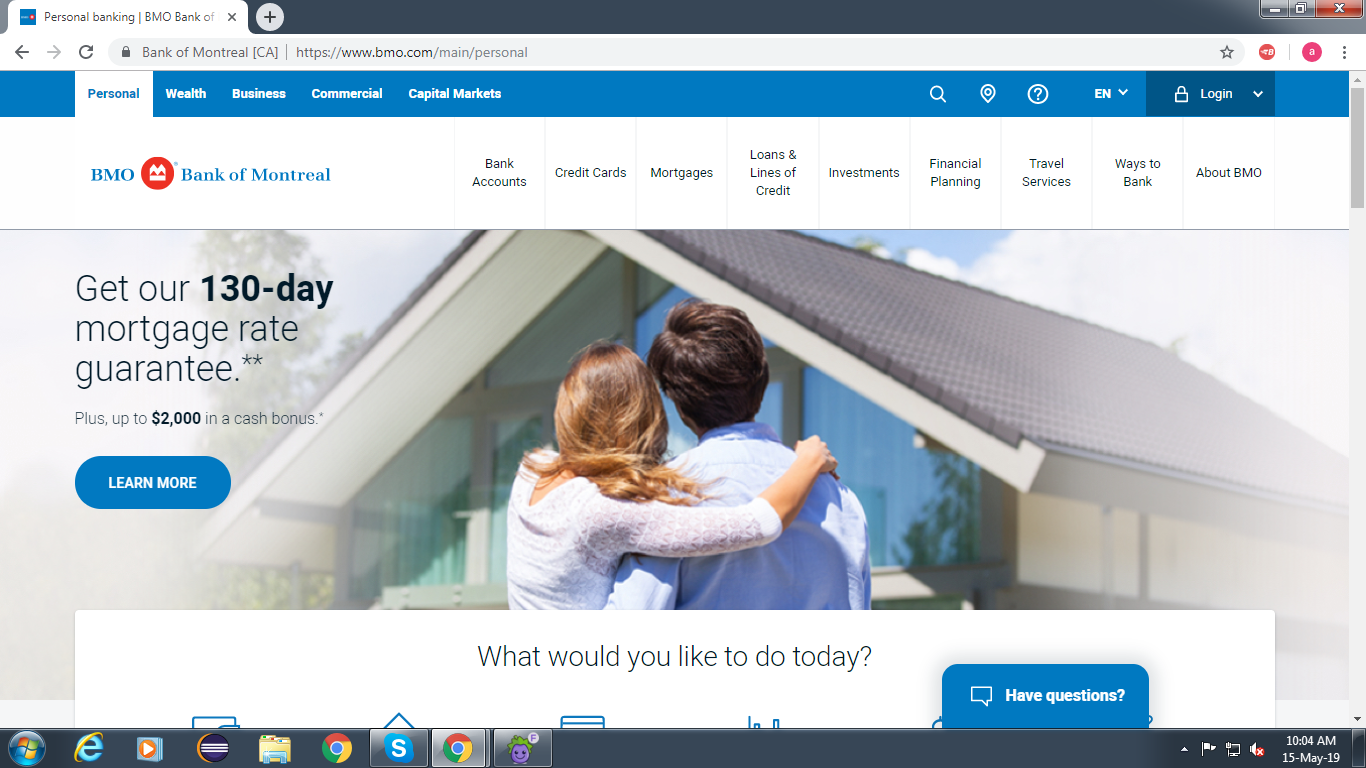 Personal banking | BMO Bank of
Bank of Montreal [CA] | https://www.bmo.com/main/personal
a
Personal Wealth Business Commercial Capital Markets EN Login
BMO Bank of Montreal
Bank
Accounts
Credit Cards
Mortgages
Loans &
Lines of
Credit
Investments
Financial
Planning
Travel
Services
Ways to
Bank
About BMO
Get our 130-day
mortgage rate
guarantee.**
Plus, up to $2,000 in a cash bonus.*
LEARN MORE
What would you like to do today?
Have questions?
S
F
10:04 AM
15-May-19